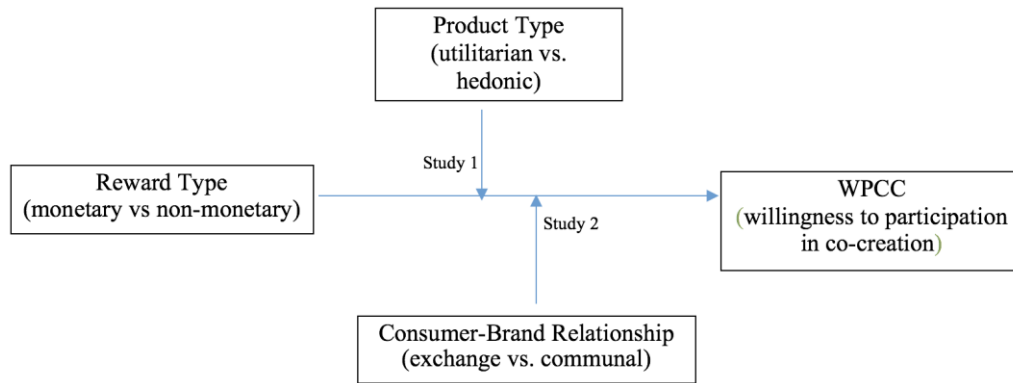 Product Type
(utilitarian vs.
hedonic)
Study 1
Reward Type
(monetary vs non-monetary)
WPCC
(willingness to participation
in co-creation)
Study 2
Consumer-Brand Relationship
(exchange vs. communal)